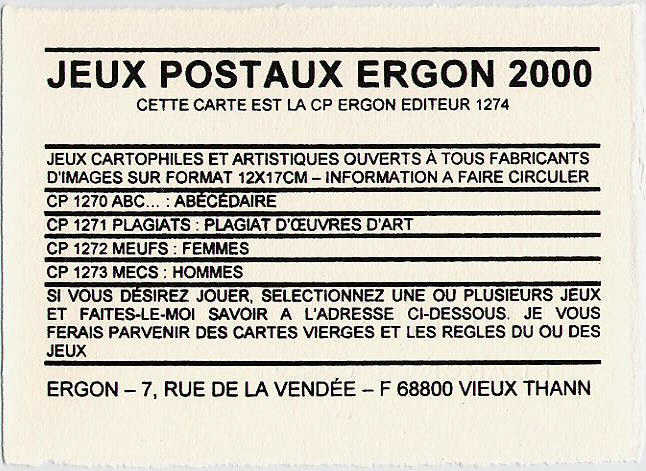 JEUX POSTAUX ERGON 2000
CETTE CARTE EST LA CP ERGON EDITEUR 1274
JEUX CARTOPHILES ET ARTISTIQUES OUVERTS À TOUS FABRICANTS
D'IMAGES SUR FORMAT 12X17CM – INFORMATION A FAIRE CIRCULER
CP 1270 ABC... : ABÉCÉDAIRE
CP 1271 PLAGIATS : PLAGIAT D'ŒUVRES D'ART
CP 1272 MEUFS : FEMMES
CP 1273 MECS : HOMMES
SI VOUS DÉSIREZ JOUER, SELECTIONNEZ UNE OU PLUSIEURS JEUX
ET FAITES-LE-MOI SAVOIR A L'ADRESSE CI-DESSOUS. JE VOUS
FERAIS PARVENIR DES CARTES VIERGES ET LES REGLES DU OU DES
JEUX
ERGON – 7, RUE DE LA VENDÉE – F 68800 VIEUX THANN